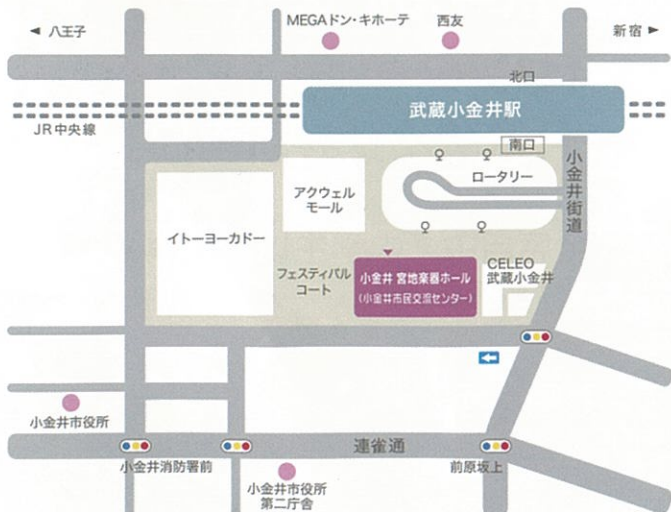 ◀ 八王子
MEGAドン・キホーテ
西友
新宿 ▶
北口
武蔵小金井駅
JR中央線
南口
ロータリー
小金井街道
アクウェル
モール
イトーヨーカドー
フェスティバル
コート
小金井 宮地楽器ホール
(小金井市民交流センター)
CELEO
武蔵小金井
小金井市役所
小金井消防署前
連雀通
前原坂上
小金井市役所
第二庁舎